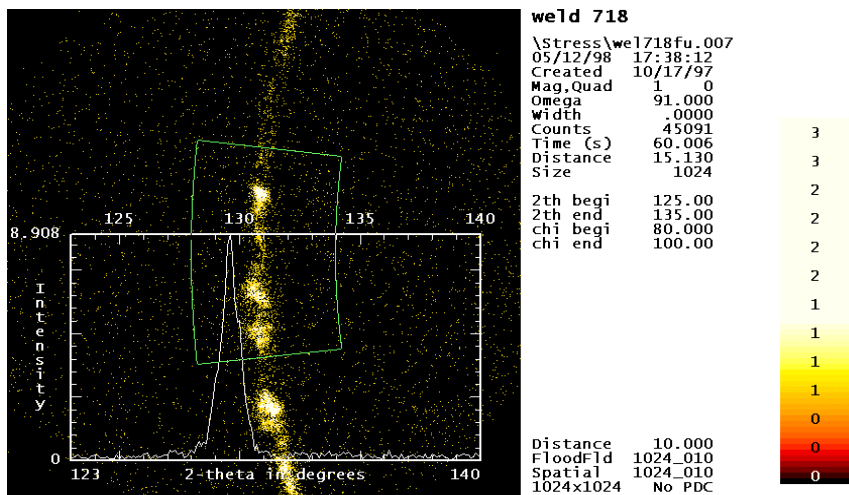 weld 718
\Stress\wel718fu.007
05/12/98 17:38:12
Created 10/17/97
Mag,Quad 1 0
Omega 91.000
Width .0000
Counts 45091
Time (s) 60.006
Distance 15.130
Size 1024
2th begi 125.00
2th end 135.00
chi begi 80.000
chi end 100.00
125 130 135 140
8.908
Intensity
0
123 2-theta in degrees 140
Distance 10.000
FloodFld 1024_010
Spatial 1024_010
1024x1024 No PDC
3
3
2
2
2
2
1
1
1
1
0
0
0